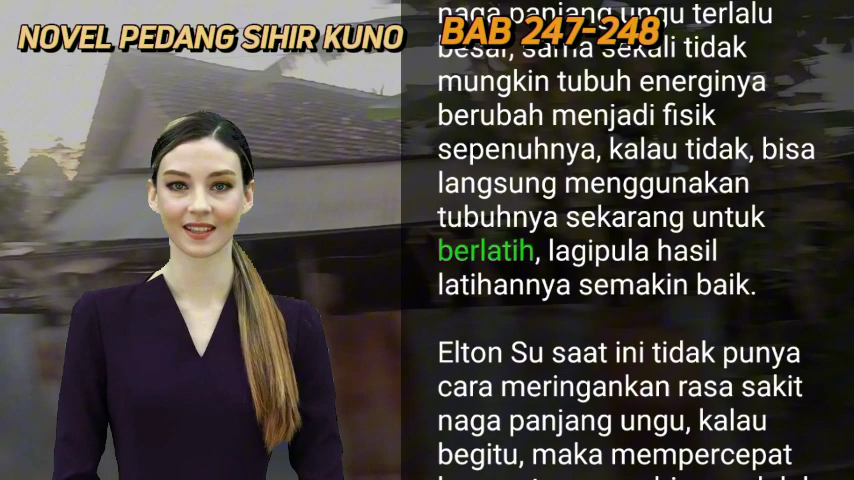 NOVEL PEDANG SIHIR KUNO
BAB 247-248
naga panjang ungu terlalu
besar, sama sekali tidak
mungkin tubuh energinya
berubah menjadi fisik
sepenuhnya, kalau tidak, bisa
langsung menggunakan
tubuhnya sekarang untuk
berlatih, lagipula hasil
latihannya semakin baik.
Elton Su saat ini tidak punya
cara meringankan rasa sakit
naga panjang ungu, kalau
begitu, maka mempercepat